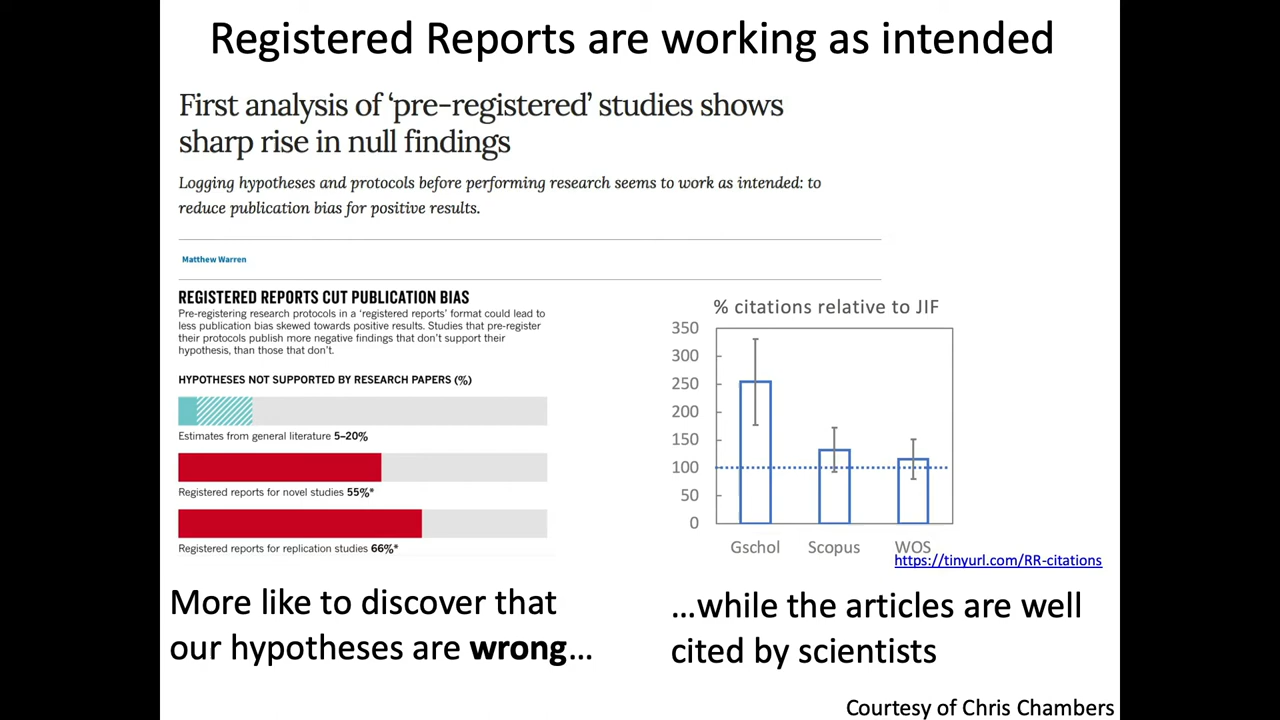 Registered Reports are working as intended
First analysis of ‘pre-registered’ studies shows
sharp rise in null findings
Logging hypotheses and protocols before performing research seems to work as intended: to
reduce publication bias for positive results.
Matthew Warren
REGISTERED REPORTS CUT PUBLICATION BIAS
Pre-registering research protocols in a ‘registered reports’ format could lead to
less publication bias skewed towards positive results. Studies that pre-register
their protocols publish more negative findings that don’t support their
hypothesis, than those that don’t.
HYPOTHESES NOT SUPPORTED BY RESEARCH PAPERS (%)
Estimates from general literature 5–20%
Registered reports for novel studies 55%*
Registered reports for replication studies 66%*
% citations relative to JIF
350
300
250
200
150
100
50
0
Gschol Scopus WOS
https://tinyurl.com/RR-citations
More like to discover that
our hypotheses are wrong…
…while the articles are well
cited by scientists
Courtesy of Chris Chambers